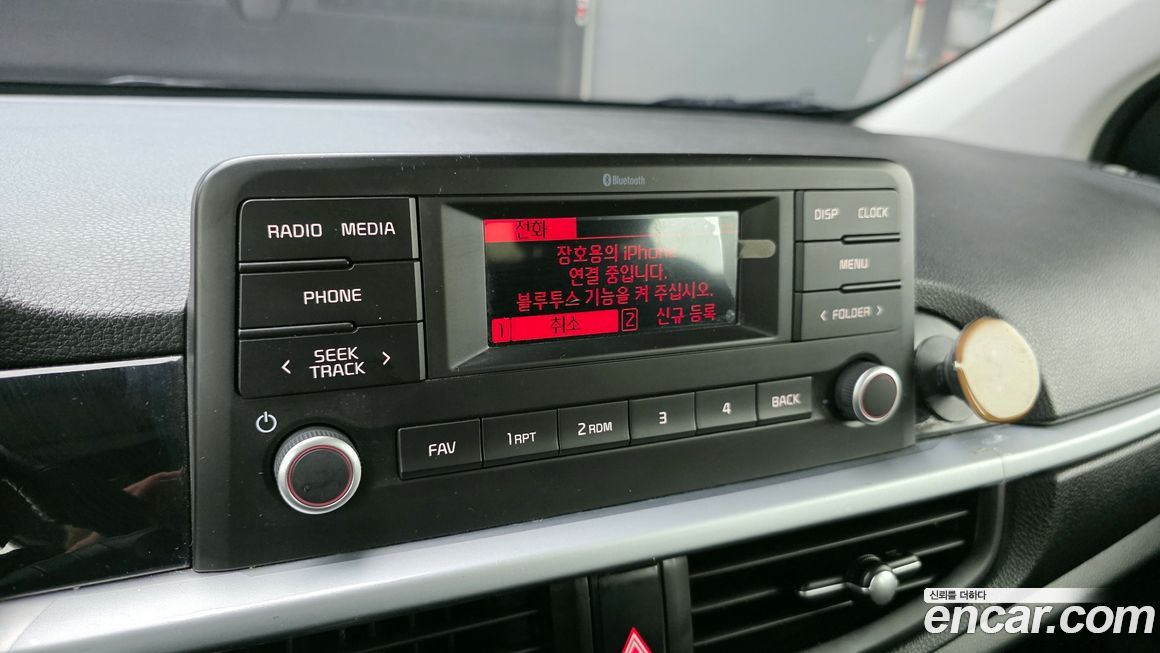 Bluetooth
RADIO MEDIA
PHONE
< SEEK TRACK >
전화
장호용의 iPhone
연결 중입니다.
블루투스 기능을 켜 주십시오.
1 취소 2 신규 등록
DISP CLOCK
MENU
< FOLDER >
FAV 1 RPT 2 RDM 3 4 BACK
신뢰를 더하다
encar.com